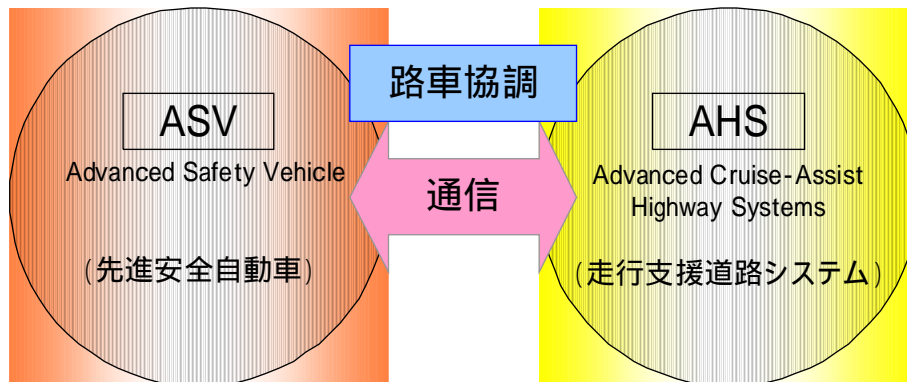 路車協調
ASV
Advanced Safety Vehicle
(先進安全自動車)
通信
AHS
Advanced Cruise-Assist
Highway Systems
(走行支援道路システム)